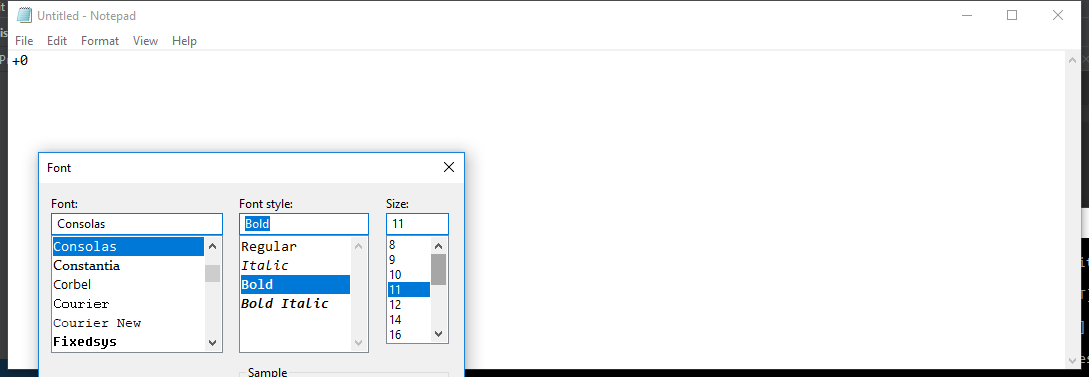 Untitled - Notepad
File Edit Format View Help
+0
Font
Font: Font style: Size:
Consolas Bold 11
Consolas Regular 8
Constantia Italic 9
Corbel Bold 10
Courier Bold Italic 11
Courier New 12
Fixedsys 14
16
Sample